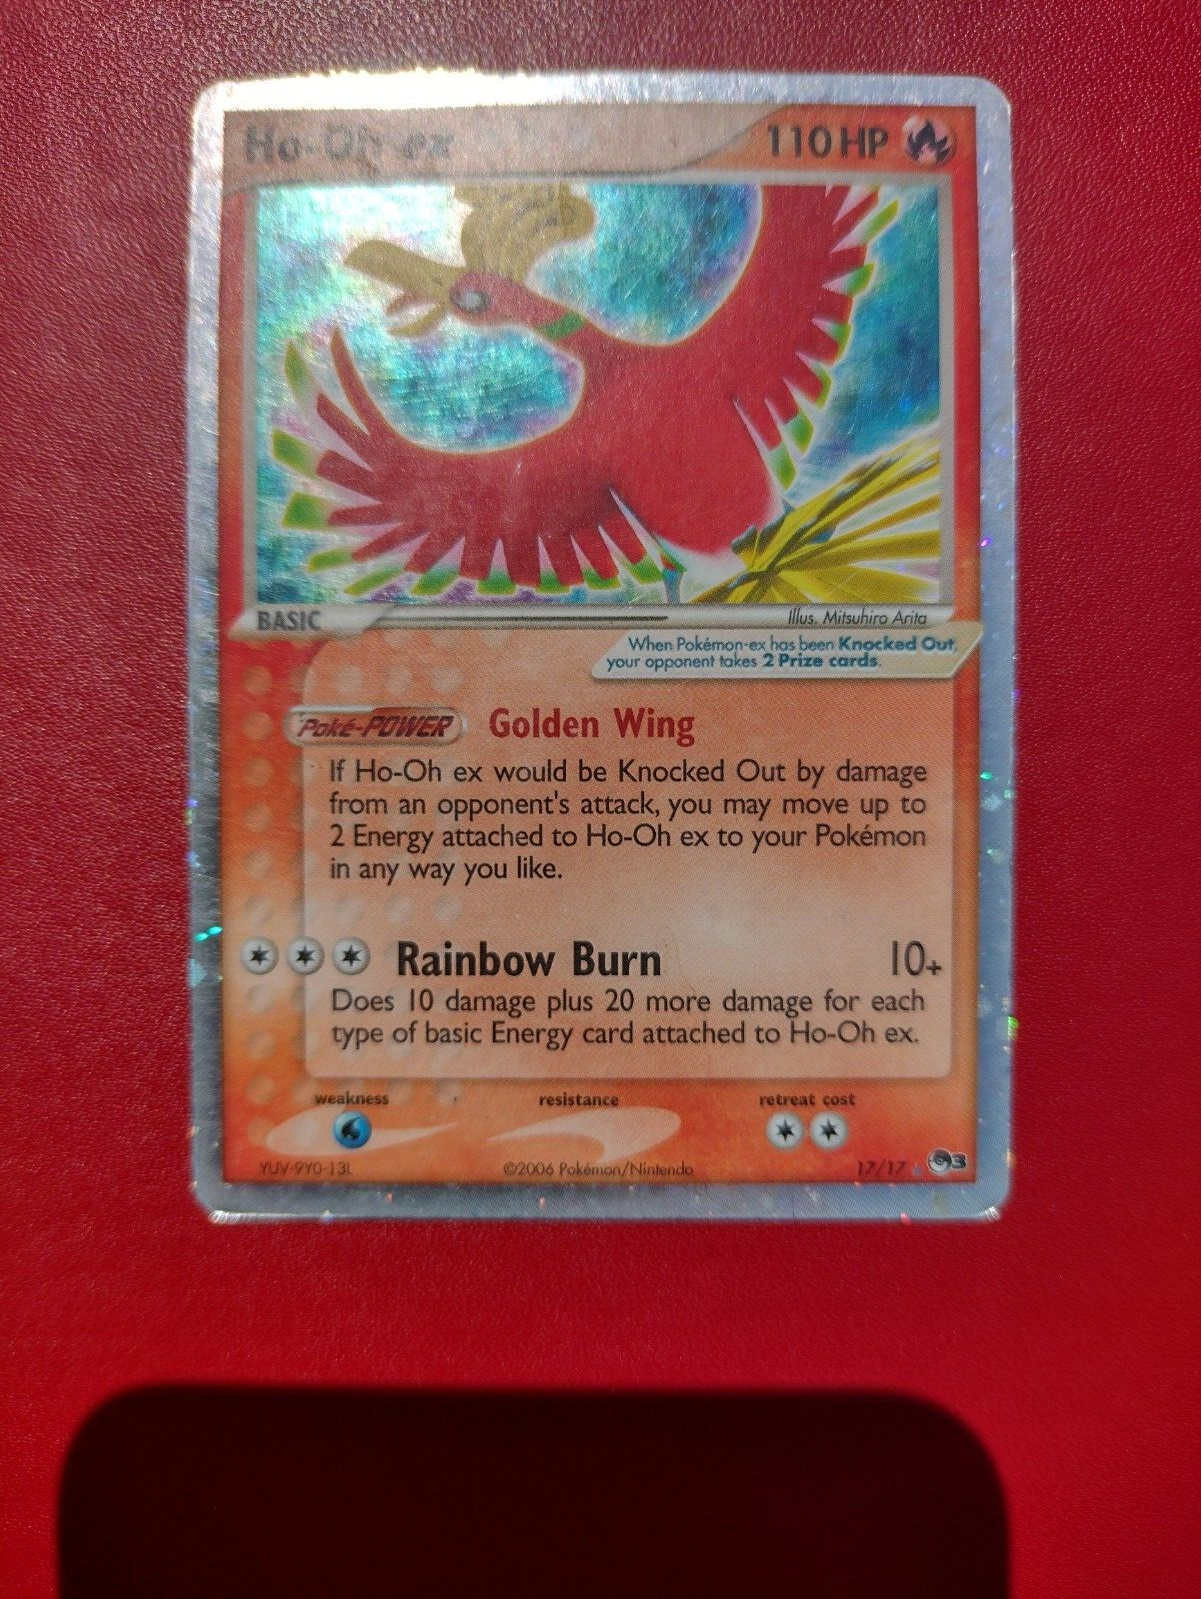 Ho-Oh ex 110 HP
BASIC Illus. Mitsuhiro Arita
When Pokémon-ex has been Knocked Out,
your opponent takes 2 Prize cards.
Poké-POWER Golden Wing
If Ho-Oh ex would be Knocked Out by damage
from an opponent's attack, you may move up to
2 Energy attached to Ho-Oh ex to your Pokémon
in any way you like.
Rainbow Burn 10+
Does 10 damage plus 20 more damage for each
type of basic Energy card attached to Ho-Oh ex.
weakness resistance retreat cost
YUV-9Y0-13L ©2006 Pokémon/Nintendo 17/17 ★ 3